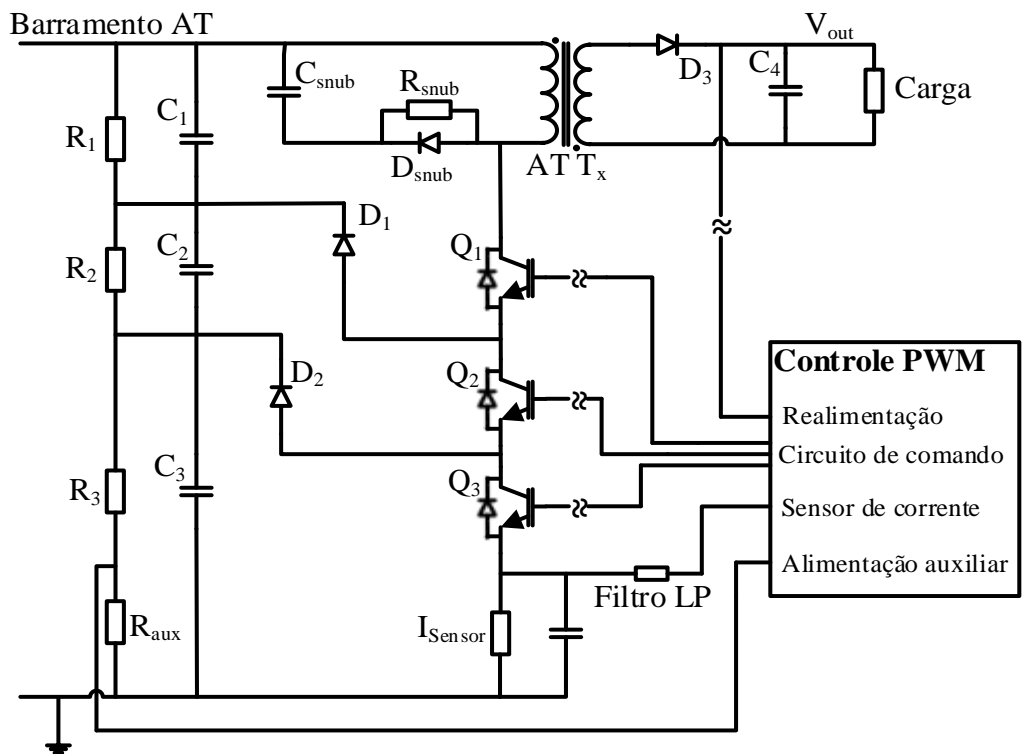 Barramento AT
V_out
C_snub
R_snub
D_3
C_4
Carga
C_1
R_1
D_snub
AT T_x
D_1
C_2
Q_1
R_2
D_2
Q_2
Controle PWM
Realimentação
Circuito de comando
C_3
R_3
Q_3
Sensor de corrente
Alimentação auxiliar
Filtro LP
R_aux
I_Sensor